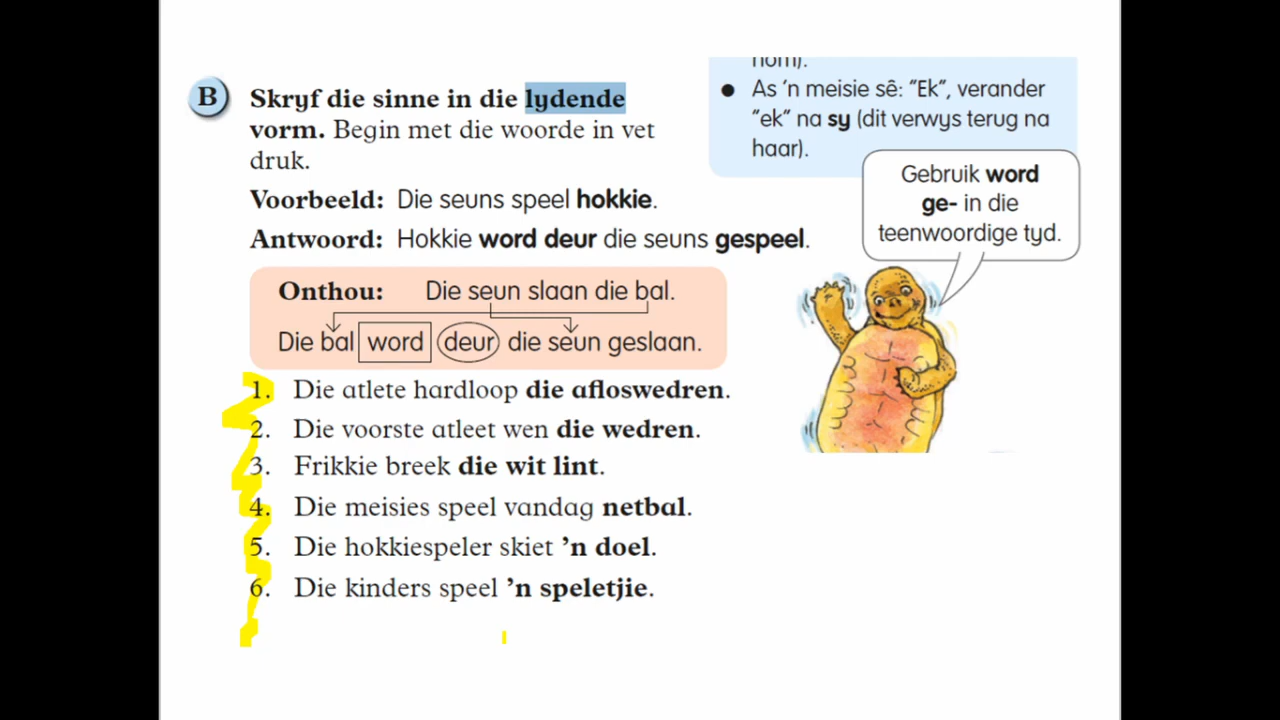 B
Skryf die sinne in die lydende
vorm. Begin met die woorde in vet
druk.
Voorbeeld: Die seuns speel hokkie.
Antwoord: Hokkie word deur die seuns gespeel.
Onthou: Die seun slaan die bal.
Die bal word deur die seun geslaan.
1. Die atlete hardloop die afloswedren.
2. Die voorste atleet wen die wedren.
3. Frikkie breek die wit lint.
4. Die meisies speel vandag netbal.
5. Die hokkiespeler skiet ’n doel.
6. Die kinders speel ’n speletjie.
● As ’n meisie sê: “Ek”, verander
“ek” na sy (dit verwys terug na
haar).
Gebruik word
ge- in die
teenwoordige tyd.